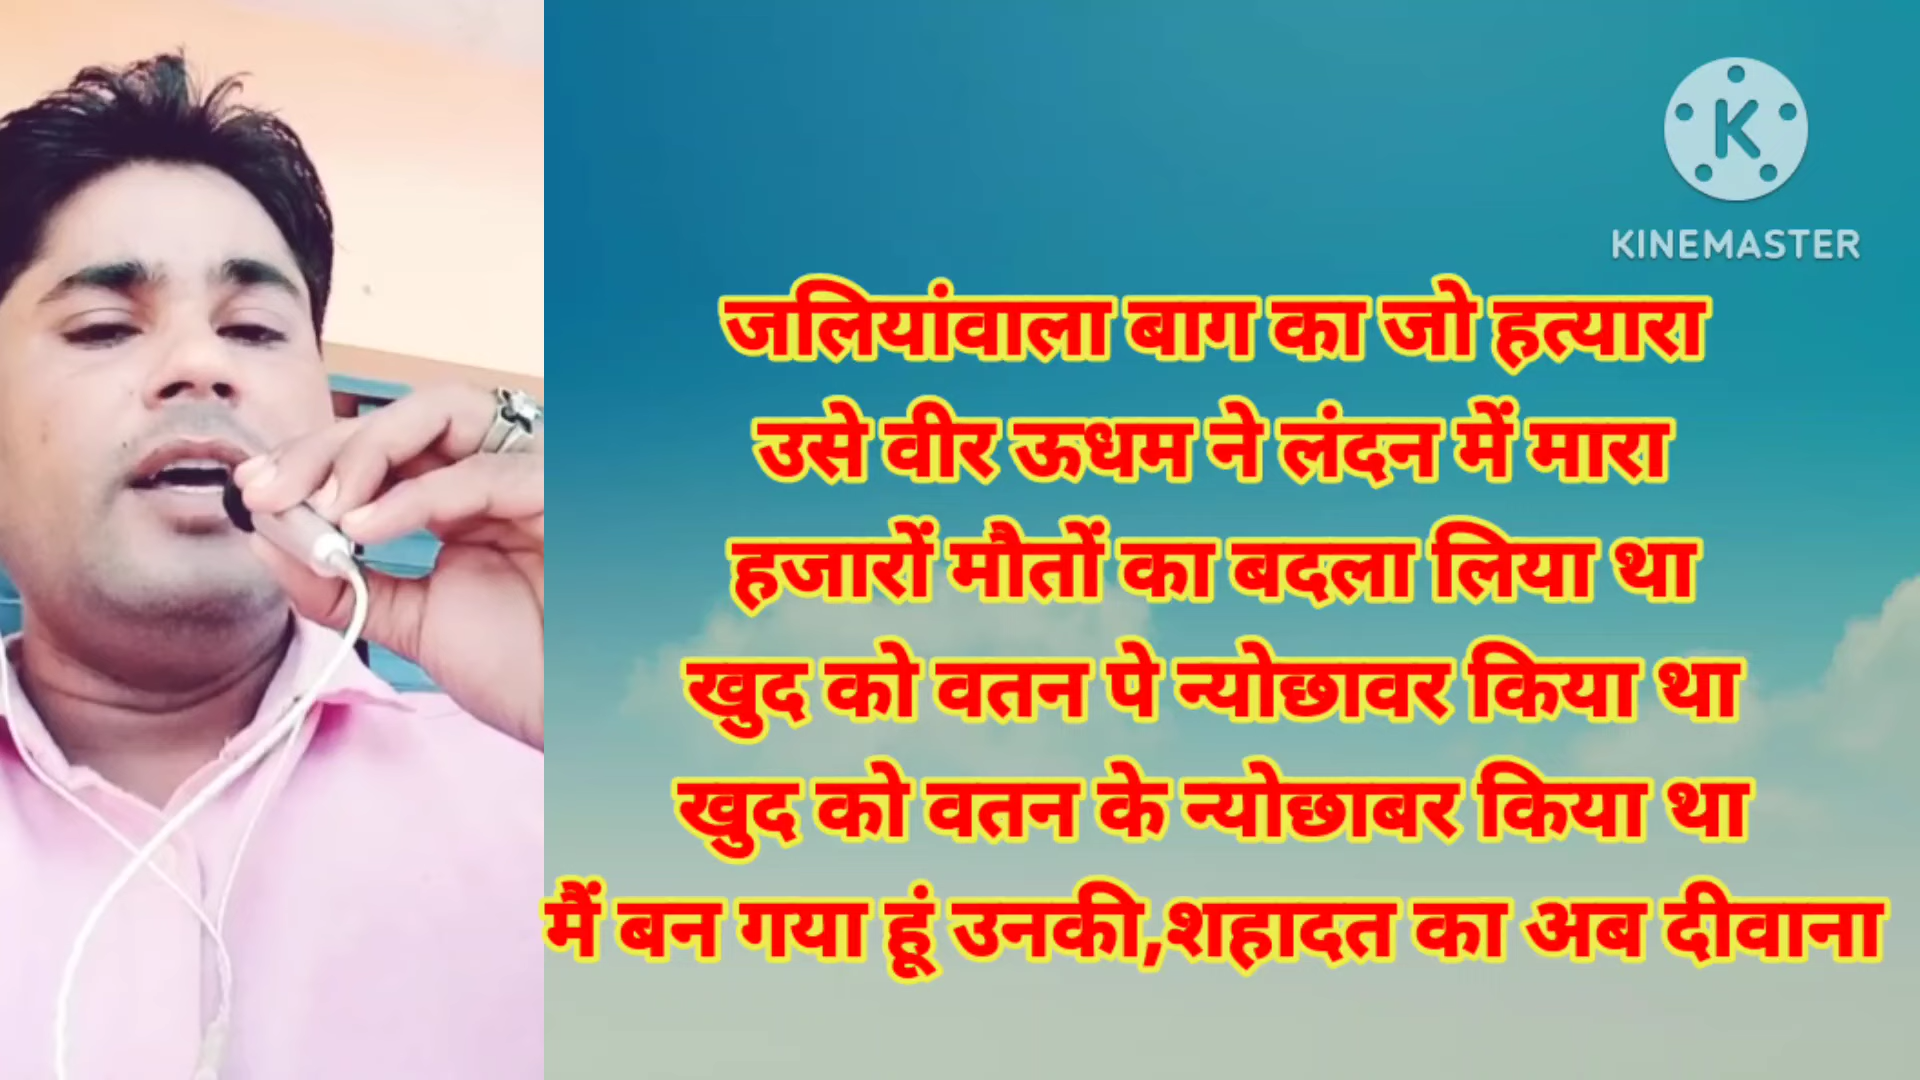 K
KINEMASTER
जलियांवाला बाग का जो हत्यारा
उसे वीर ऊधम ने लंदन में मारा
हजारों मौतों का बदला लिया था
खुद को वतन पे न्योछावर किया था
खुद को वतन के न्योछाबर किया था
मैं बन गया हूं उनकी,शहादत का अब दीवाना